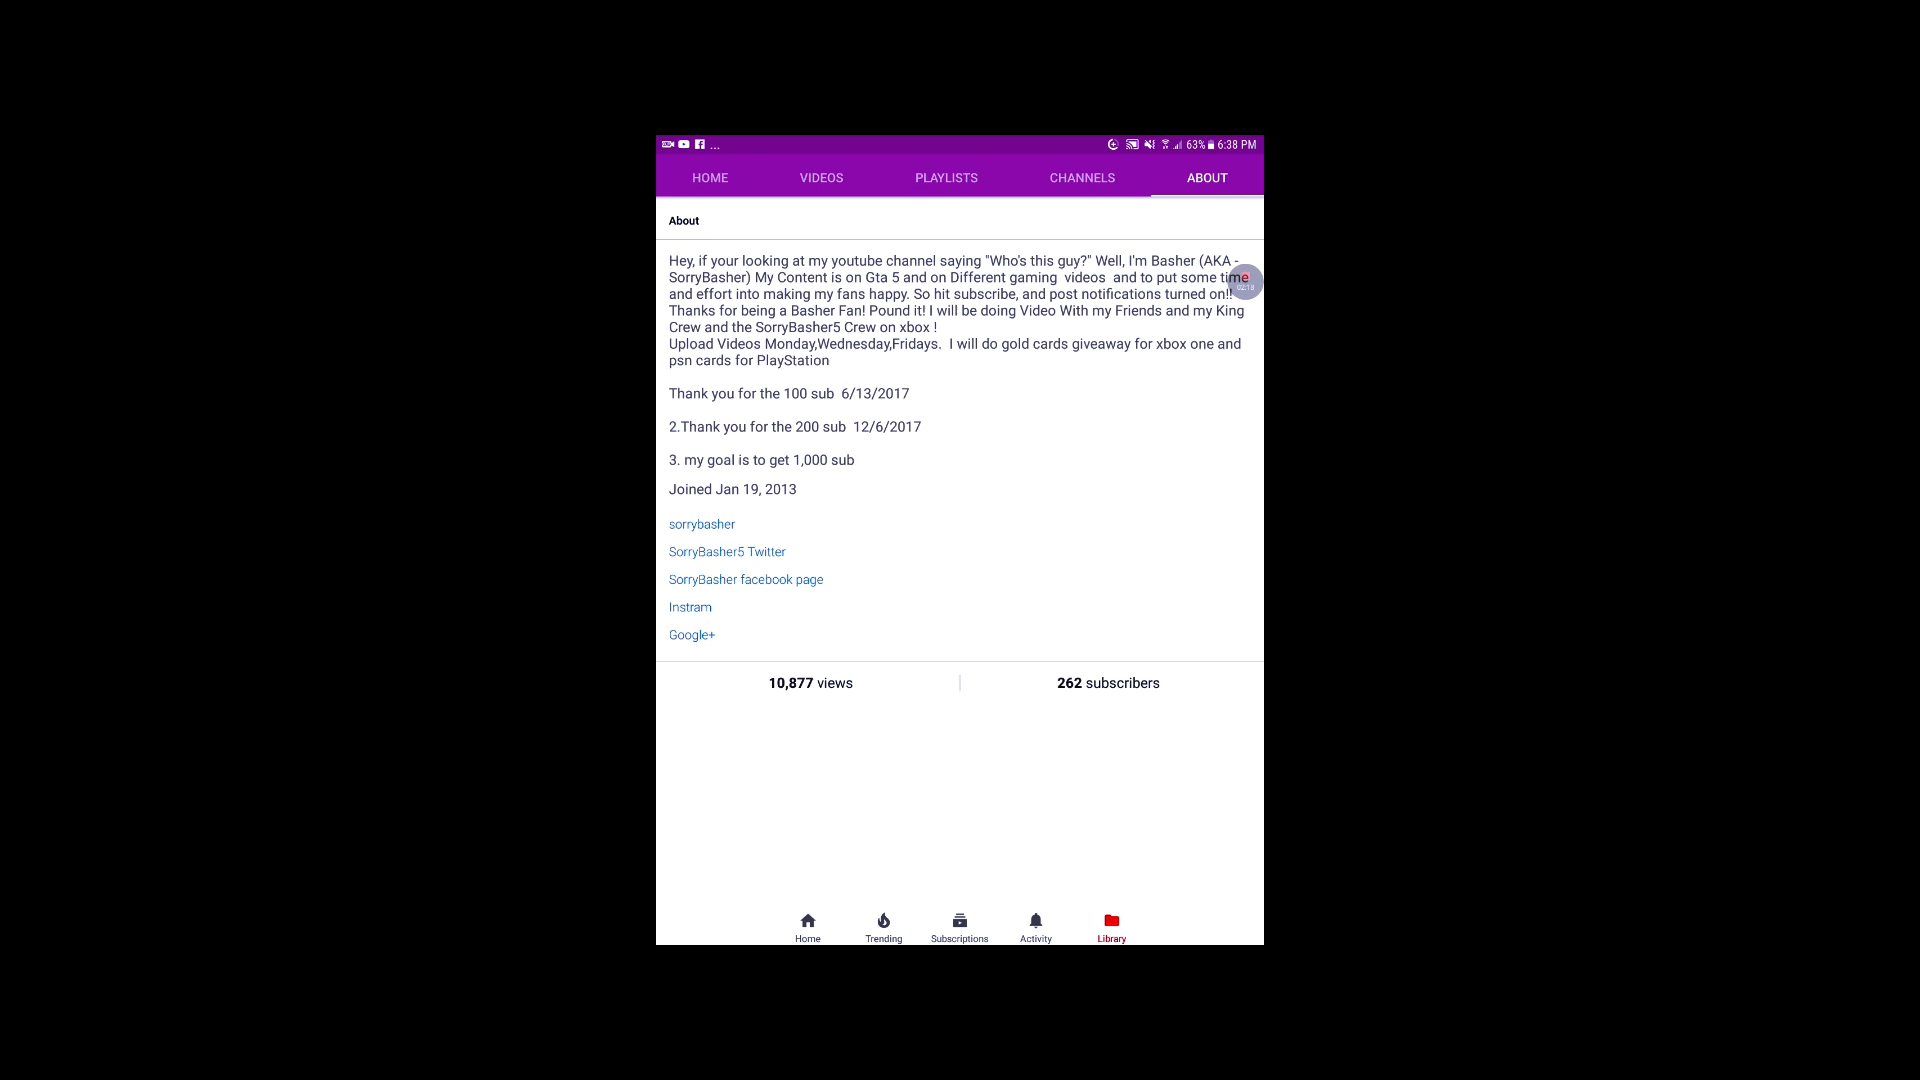 ... 63% 6:38 PM
HOME VIDEOS PLAYLISTS CHANNELS ABOUT
About
Hey, if your looking at my youtube channel saying "Who's this guy?" Well, I'm Basher (AKA -
SorryBasher) My Content is on Gta 5 and on Different gaming  videos  and to put some time
and effort into making my fans happy. So hit subscribe, and post notifications turned on!!
Thanks for being a Basher Fan! Pound it! I will be doing Video With my Friends and my King
Crew and the SorryBasher5 Crew on xbox !
Upload Videos Monday,Wednesday,Fridays.  I will do gold cards giveaway for xbox one and
psn cards for PlayStation
Thank you for the 100 sub  6/13/2017
2.Thank you for the 200 sub  12/6/2017
3. my goal is to get 1,000 sub
Joined Jan 19, 2013
sorrybasher
SorryBasher5 Twitter
SorryBasher facebook page
Instram
Google+
10,877 views 262 subscribers
Home Trending Subscriptions Activity Library